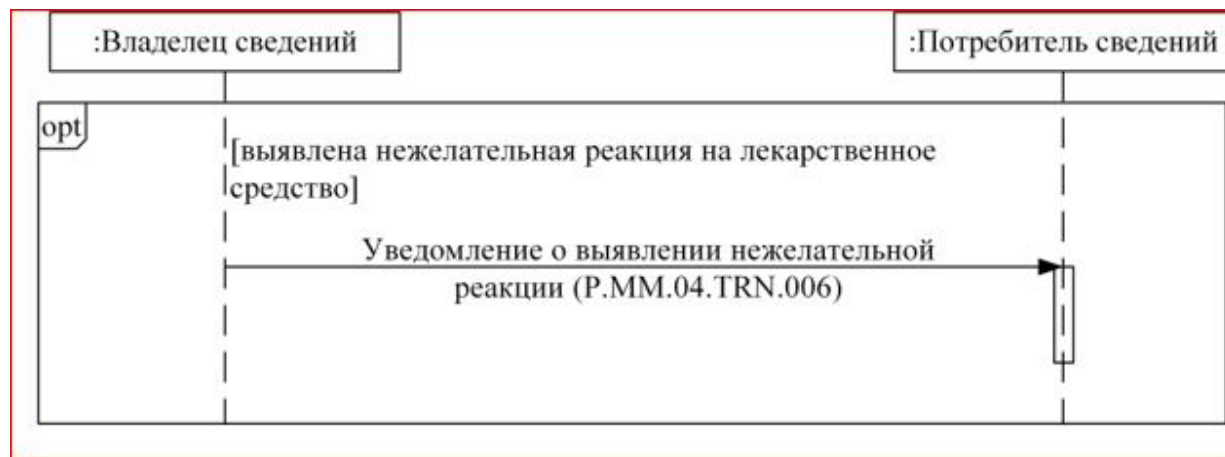 :Владелец сведений
:Потребитель сведений
opt
[выявлена нежелательная реакция на лекарственное
средство]
Уведомление о выявлении нежелательной
реакции (P.MM.04.TRN.006)